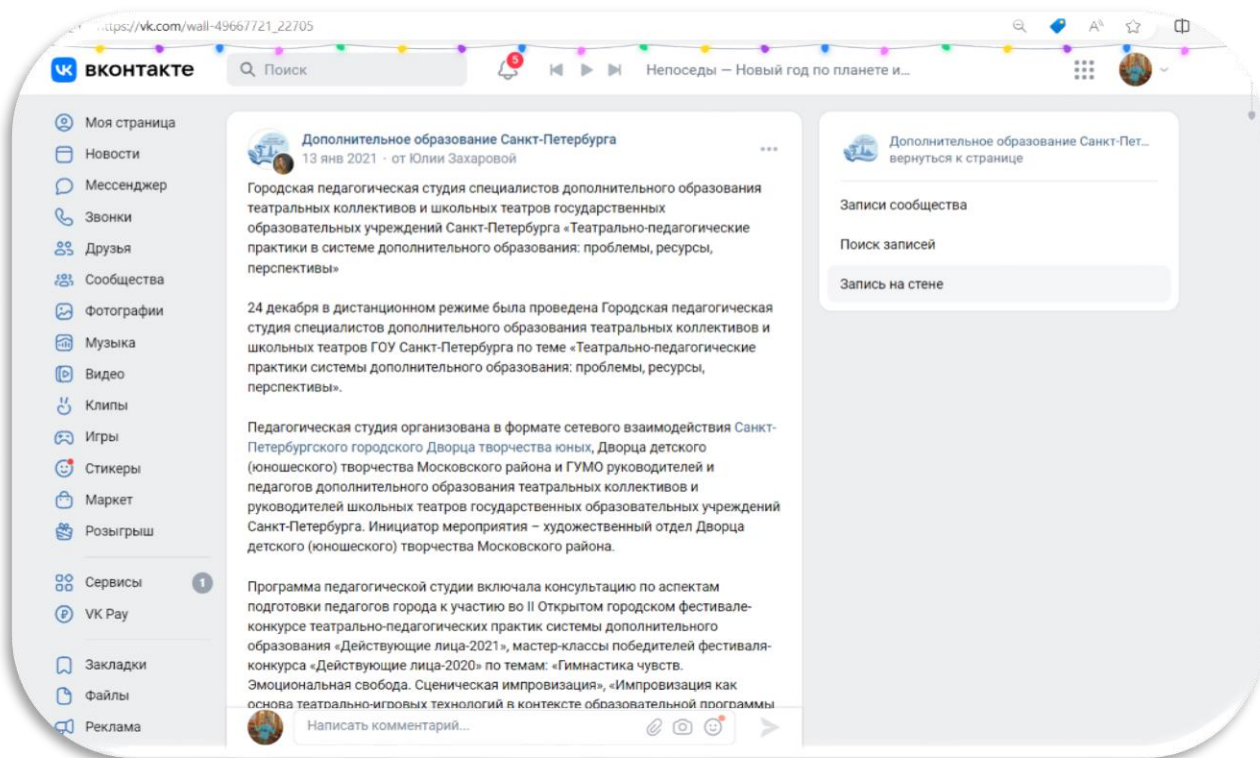 https://vk.com/wall-49667721_22705
вконтакте
Поиск
5
Непоседы — Новый год по планете и...
Моя страница
Новости
Мессенджер
Звонки
Друья
Сообщества
Фотографии
Музыка
Видео
Клипы
Игры
Стикеры
Маркет
Розыгрыш
Сервисы
1
VK Pay
Закладки
Файлы
Реклама
Дополнительное образование Санкт-Петербурга
13 янв 2021 · от Юлии Захаровой
Городская педагогическая студия специалистов дополнительного образования
театральных коллективов и школьных театров государственных
образовательных учреждений Санкт-Петербурга «Театрально-педагогические
практики в системе дополнительного образования: проблемы, ресурсы,
перспективы»
24 декабря в дистанционном режиме была проведена Городская педагогическая
студия специалистов дополнительного образования театральных коллективов и
школьных театров ГОУ Санкт-Петербурга по теме «Театрально-педагогические
практики системы дополнительного образования: проблемы, ресурсы,
перспективы».
Педагогическая студия организована в формате сетевого взаимодействия Санкт-
Петербургского городского Дворца творчества юных, Дворца детского
(юношеского) творчества Московского района и ГУМО руководителей и
педагогов дополнительного образования театральных коллективов и
руководителей школьных театров государственных образовательных учреждений
Санкт-Петербурга. Инициатор мероприятия – художественный отдел Дворца
детского (юношеского) творчества Московского района.
Программа педагогической студии включала консультацию по аспектам
подготовки педагогов города к участию во II Открытом городском фестивале-
конкурсе театрально-педагогических практик системы дополнительного
образования «Действующие лица-2021», мастер-классы победителей фестиваля-
конкурса «Действующие лица-2020» по темам: «Гимнастика чувств.
Эмоциональная свобода. Сценическая импровизация», «Импровизация как
основа театрально-игровых технологий в контексте образовательной программы
Написать комментарий...
Дополнительное образование Санкт-Пет...
вернуться к странице
Записи сообщества
Поиск записей
Запись на стене